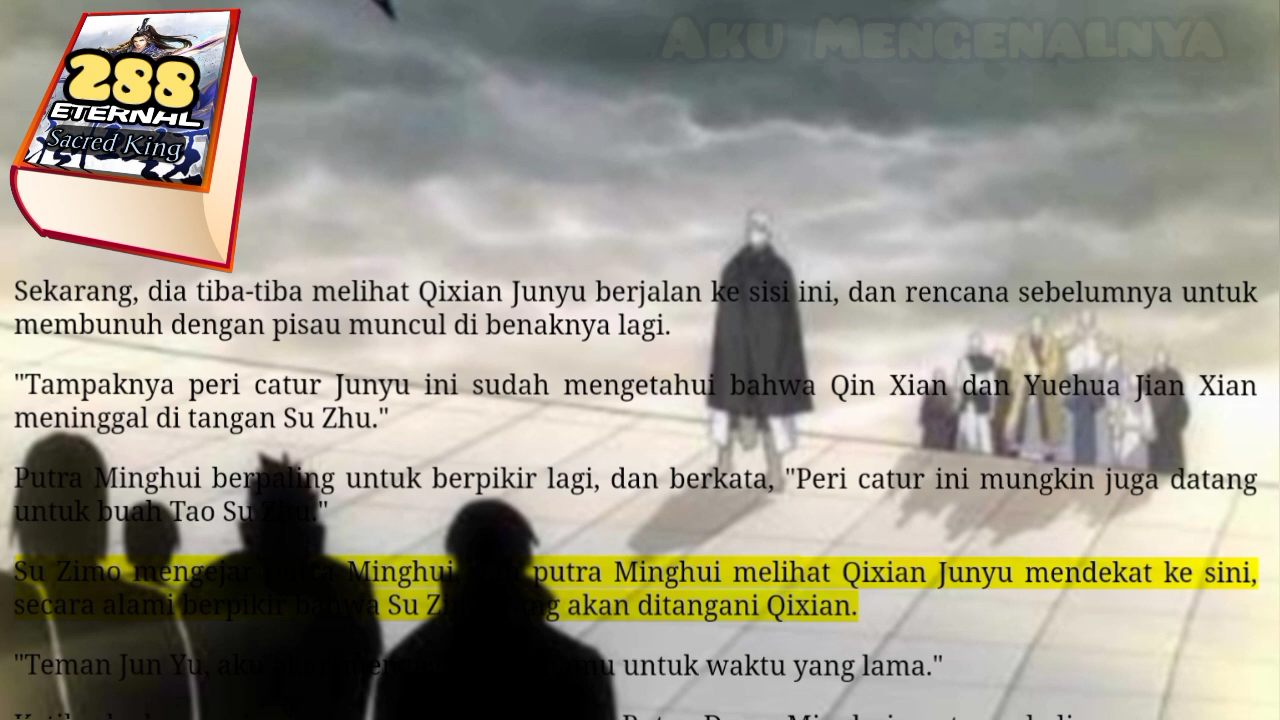 Aku Mengenalnya
288
ETERNAL
Sacred King
Sekarang, dia tiba-tiba melihat Qixian Junyu berjalan ke sisi ini, dan rencana sebelumnya untuk
membunuh dengan pisau muncul di benaknya lagi.
"Tampaknya peri catur Junyu ini sudah mengetahui bahwa Qin Xian dan Yuehua Jian Xian
meninggal di tangan Su Zhu."
Putra Minghui berpaling untuk berpikir lagi, dan berkata, "Peri catur ini mungkin juga datang
untuk buah Tao Su Zhu."
Su Zimo mengejar putra Minghui, putra Minghui melihat Qixian Junyu mendekat ke sini,
secara alami berpikir bahwa Su akan ditangani Qixian.
"Teman Jun Yu, untuk waktu yang lama."